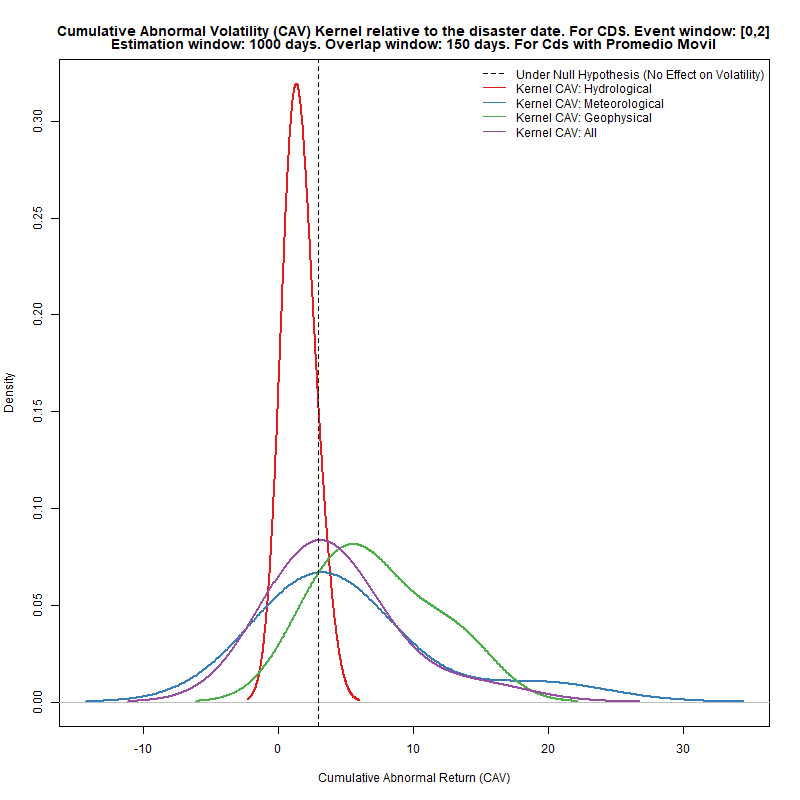 Cumulative Abnormal Volatility (CAV) Kernel relative to the disaster date. For CDS. Event window: [0,2]
Estimation window: 1000 days. Overlap window: 150 days. For Cds with Promedio Movil
Under Null Hypothesis (No Effect on Volatility)
Kernel CAV: Hydrological
Kernel CAV: Meteorological
Kernel CAV: Geophysical
Kernel CAV: All
Density
0.30
0.25
0.20
0.15
0.10
0.05
0.00
-10 0 10 20 30
Cumulative Abnormal Return (CAV)